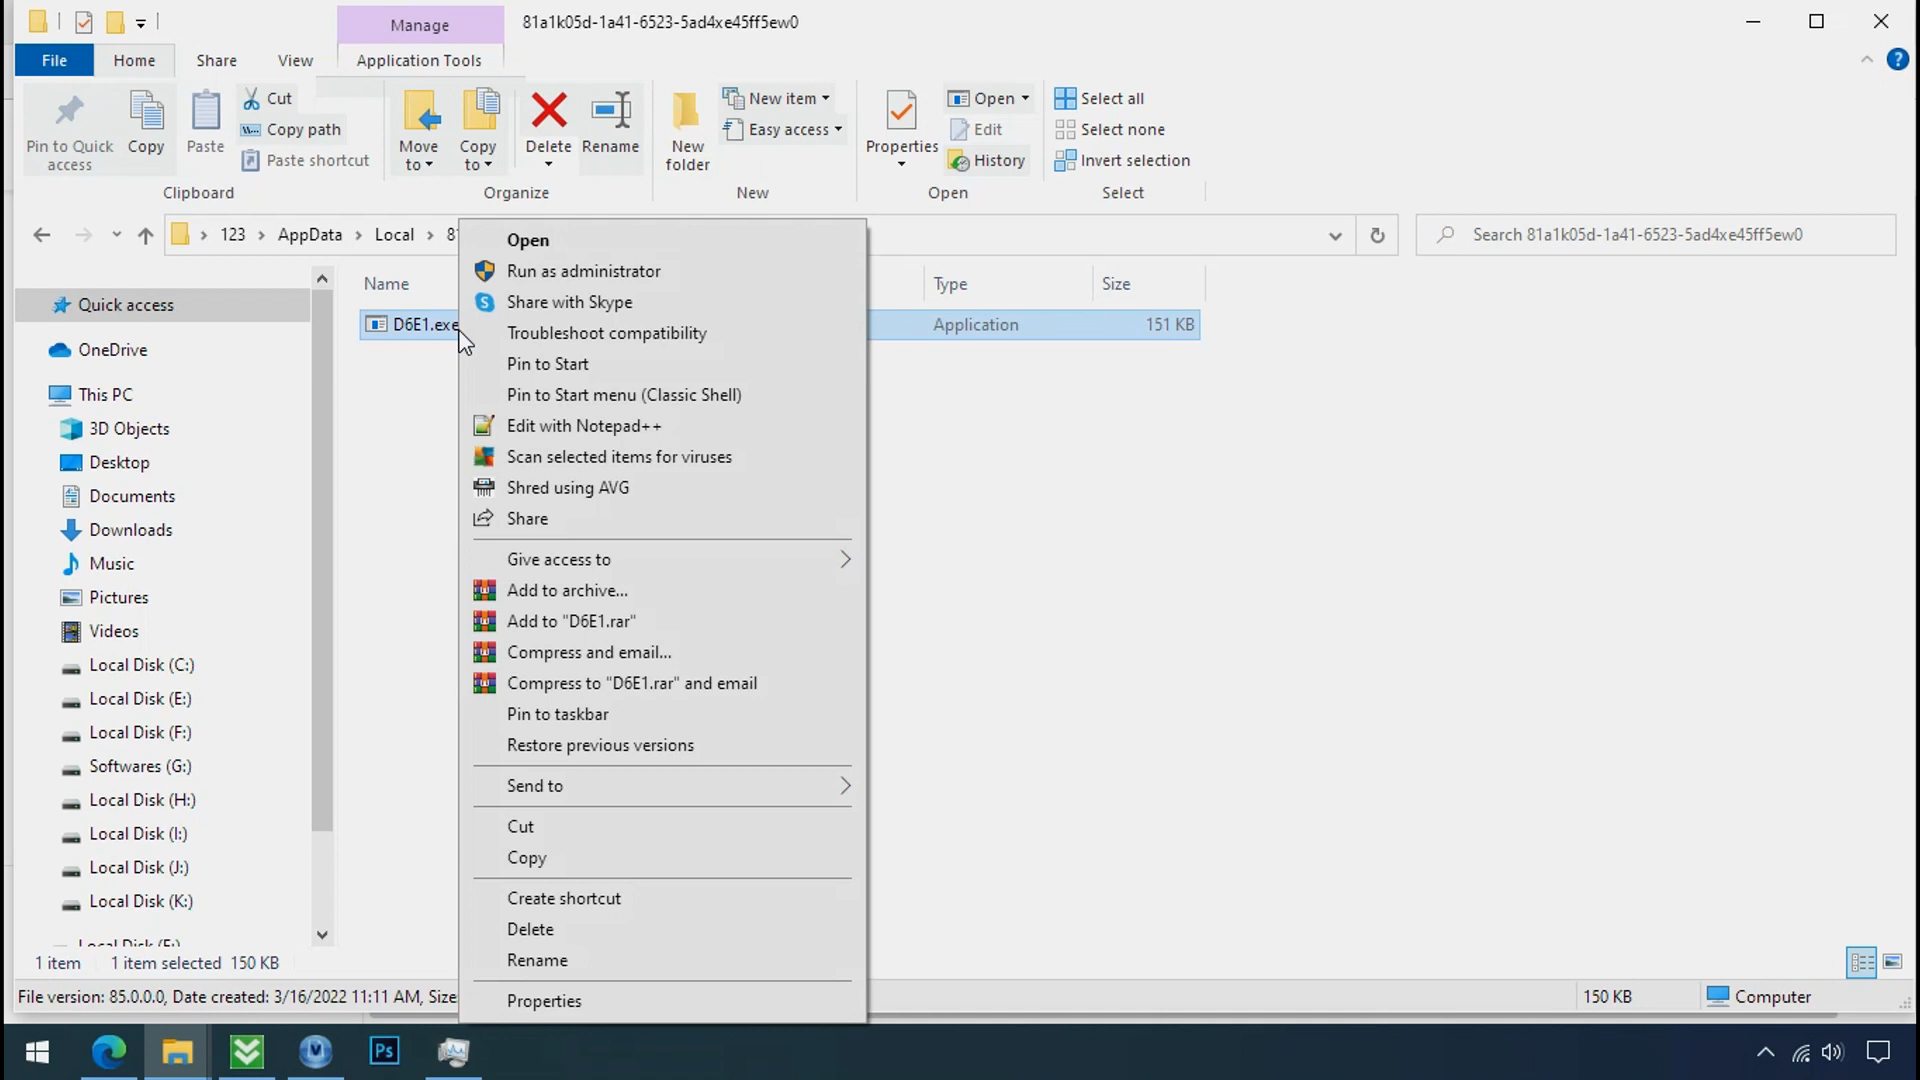 Manage
81a1k05d-1a41-6523-5ad4xe45ff5ew0
File
Home
Share
View
Application Tools
Pin to Quick access
Copy
Paste
Cut
Copy path
Paste shortcut
Clipboard
Move to
Copy to
Delete
Rename
Organize
New folder
New item
Easy access
New
Properties
Open
Edit
History
Open
Select all
Select none
Invert selection
Select
123
AppData
Local
Search 81a1k05d-1a41-6523-5ad4xe45ff5ew0
Name
Type
Size
D6E1.exe
Application
151 KB
Quick access
OneDrive
This PC
3D Objects
Desktop
Documents
Downloads
Music
Pictures
Videos
Local Disk (C:)
Local Disk (E:)
Local Disk (F:)
Softwares (G:)
Local Disk (H:)
Local Disk (I:)
Local Disk (J:)
Local Disk (K:)
Open
Run as administrator
Share with Skype
Troubleshoot compatibility
Pin to Start
Pin to Start menu (Classic Shell)
Edit with Notepad++
Scan selected items for viruses
Shred using AVG
Share
Give access to
Add to archive...
Add to "D6E1.rar"
Compress and email...
Compress to "D6E1.rar" and email
Pin to taskbar
Restore previous versions
Send to
Cut
Copy
Create shortcut
Delete
Rename
Properties
1 item
1 item selected 150 KB
File version: 85.0.0.0, Date created: 3/16/2022 11:11 AM, Size
150 KB
Computer
Ps